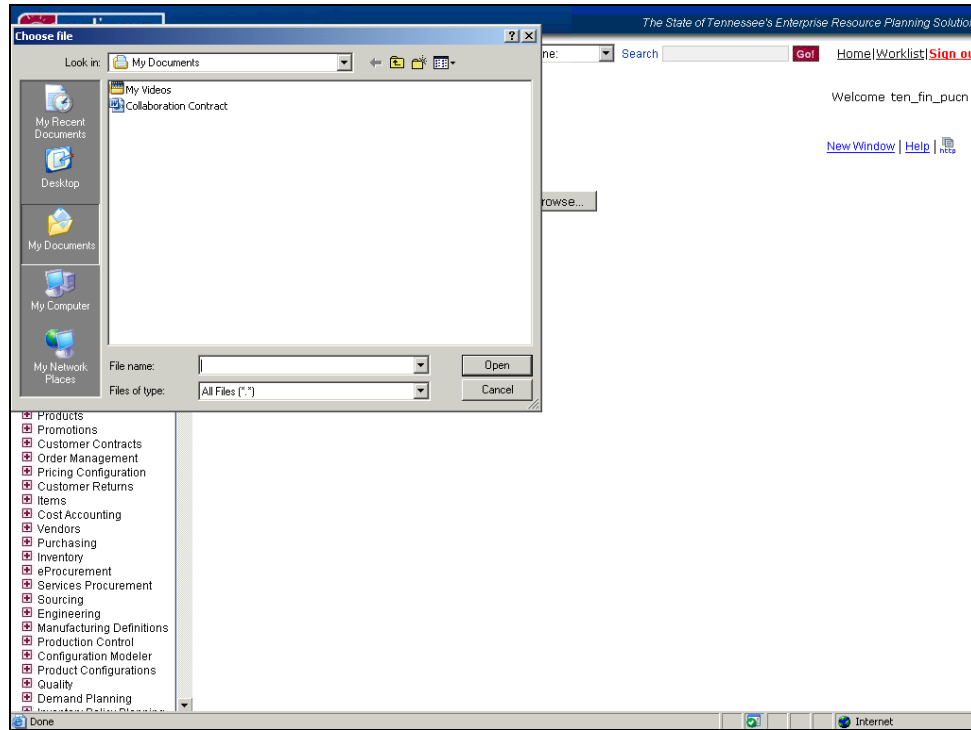 The State of Tennessee's Enterprise Resource Planning Solution
Choose file
Look in:
My Documents
My Recent
Documents
Desktop
My Documents
My Computer
My Network
Places
My Videos
Collaboration Contract
File name:
Open
Files of type:
All Files (*.*)
Cancel
ne:
Search
Go!
Home|Worklist|Sign ou
Welcome ten_fin_pucn
New Window | Help |
http
rowse...
Products
Promotions
Customer Contracts
Order Management
Pricing Configuration
Customer Returns
Items
Cost Accounting
Vendors
Purchasing
Inventory
eProcurement
Services Procurement
Sourcing
Engineering
Manufacturing Definitions
Production Control
Configuration Modeler
Product Configurations
Quality
Demand Planning
Done
Internet